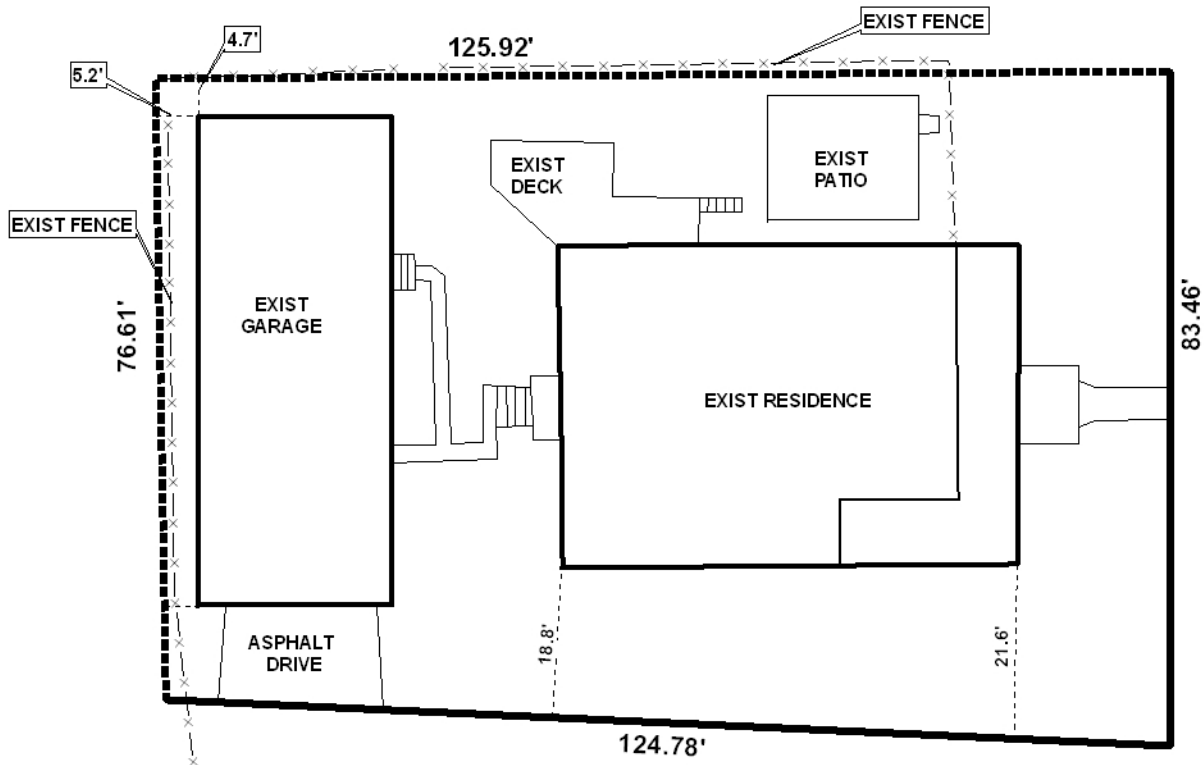 4.7'
125.92'
EXIST FENCE
5.2'
EXIST
DECK
EXIST
PATIO
EXIST FENCE
76.61'
EXIST
GARAGE
83.46'
EXIST RESIDENCE
ASPHALT
DRIVE
18.8'
21.6'
124.78'